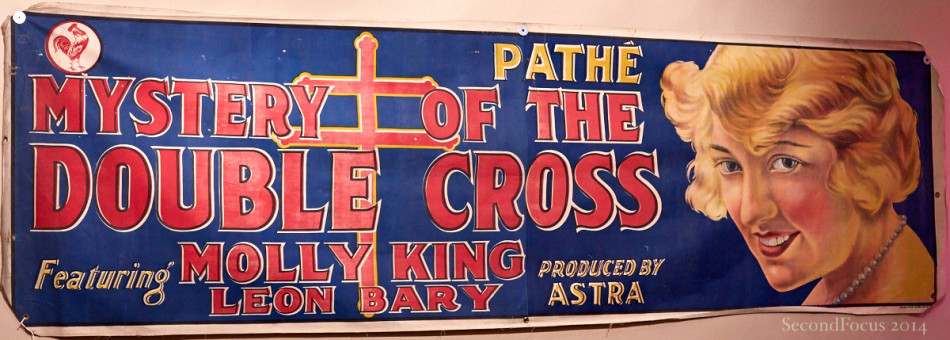 PATHÉ
MYSTERY OF THE
DOUBLE CROSS
Featuring MOLLY KING
LEON BARY
PRODUCED BY
ASTRA
SecondFocus 2014